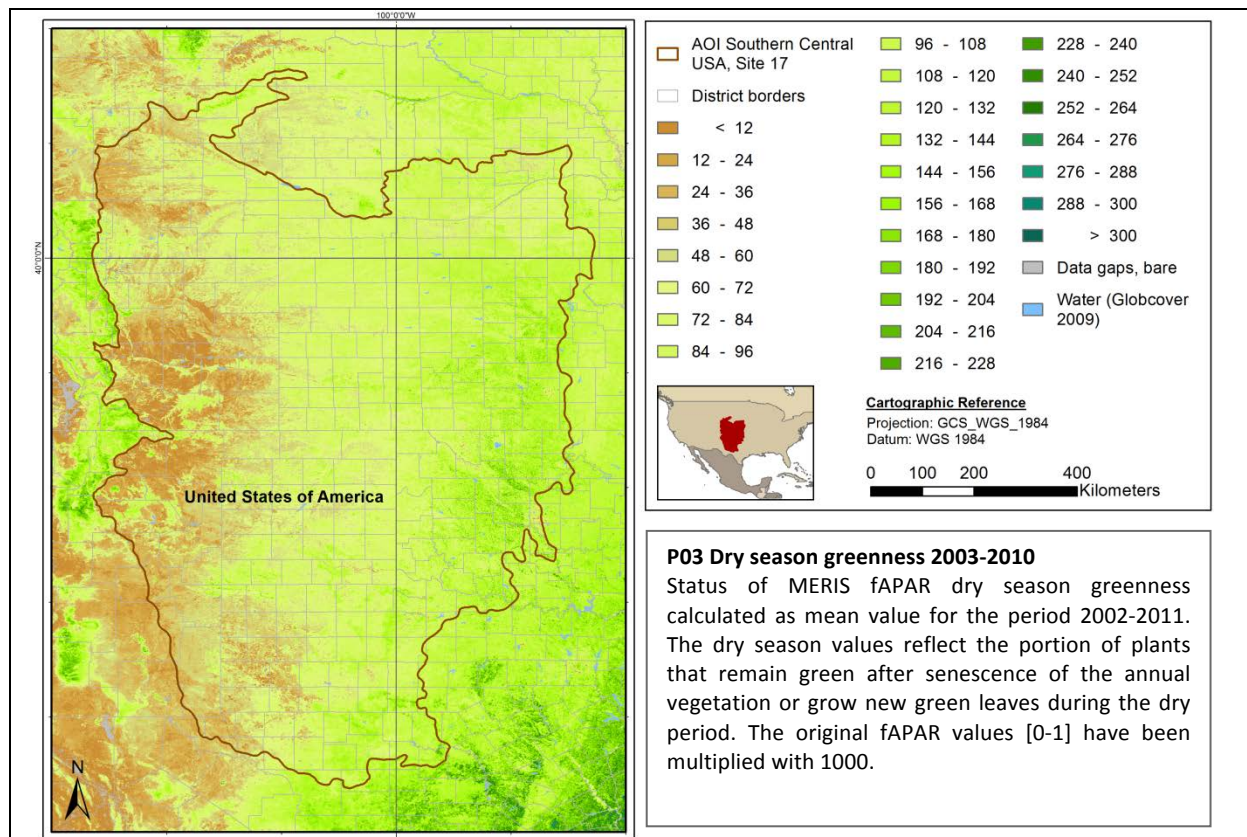 100°0'0"W
40°0'0"N
United States of America
N
AOI Southern Central
USA, Site 17
District borders
< 12
12 - 24
24 - 36
36 - 48
48 - 60
60 - 72
72 - 84
84 - 96
96 - 108
108 - 120
120 - 132
132 - 144
144 - 156
156 - 168
168 - 180
180 - 192
192 - 204
204 - 216
216 - 228
228 - 240
240 - 252
252 - 264
264 - 276
276 - 288
288 - 300
> 300
Data gaps, bare
Water (Globcover
2009)
Cartographic Reference
Projection: GCS_WGS_1984
Datum: WGS 1984
0 100 200 400
Kilometers
P03 Dry season greenness 2003-2010
Status of MERIS fAPAR dry season greenness
calculated as mean value for the period 2002-2011.
The dry season values reflect the portion of plants
that remain green after senescence of the annual
vegetation or grow new green leaves during the dry
period. The original fAPAR values [0-1] have been
multiplied with 1000.